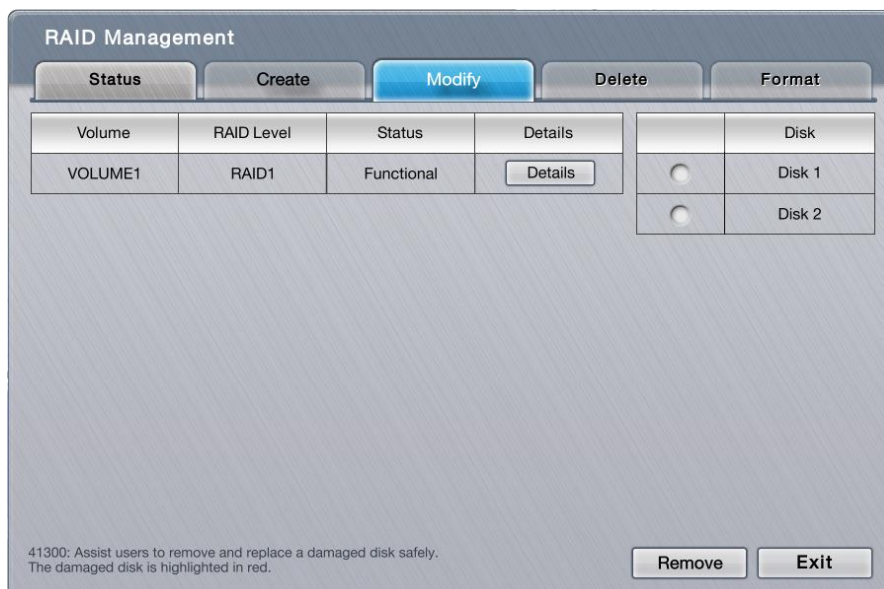 RAID Management
Status Create Modify Delete Format
Volume RAID Level Status Details Disk
VOLUME1 RAID1 Functional Details Disk 1
Disk 2
41300: Assist users to remove and replace a damaged disk safely.
The damaged disk is highlighted in red.
Remove Exit